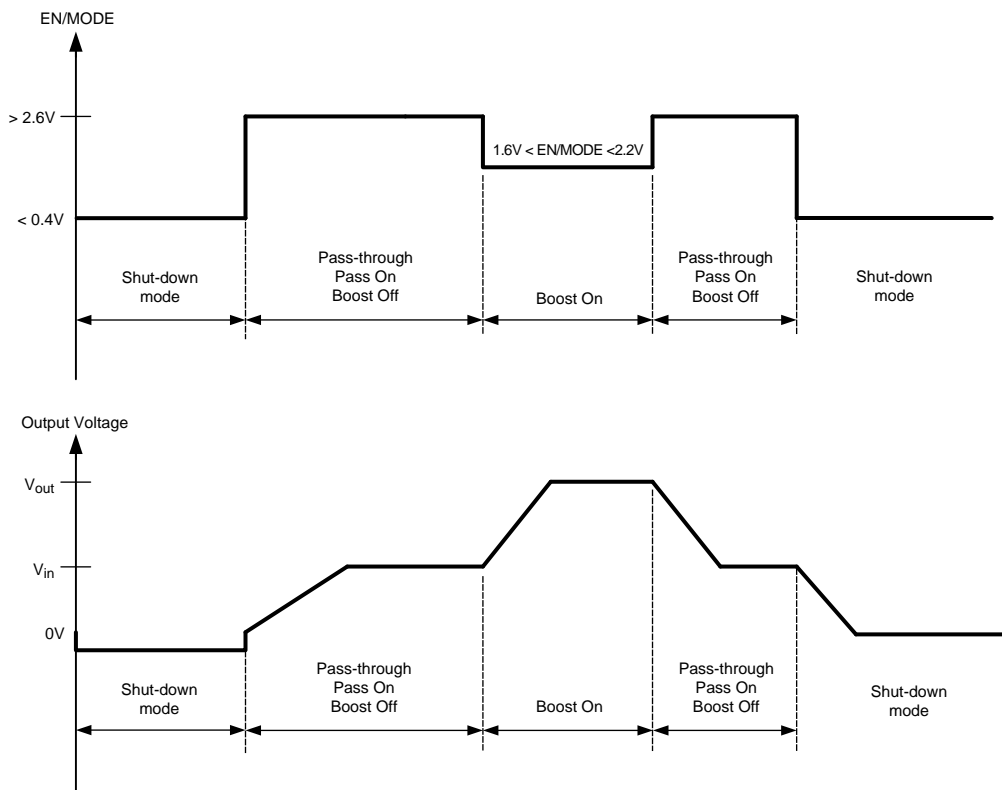 EN/MODE
> 2.6V
1.6V < EN/MODE <2.2V
< 0.4V
Shut-down
mode
Pass-through
Pass On
Boost Off
Boost On
Pass-through
Pass On
Boost Off
Shut-down
mode
Output Voltage
Vout
Vin
0V
Shut-down
mode
Pass-through
Pass On
Boost Off
Boost On
Pass-through
Pass On
Boost Off
Shut-down
mode